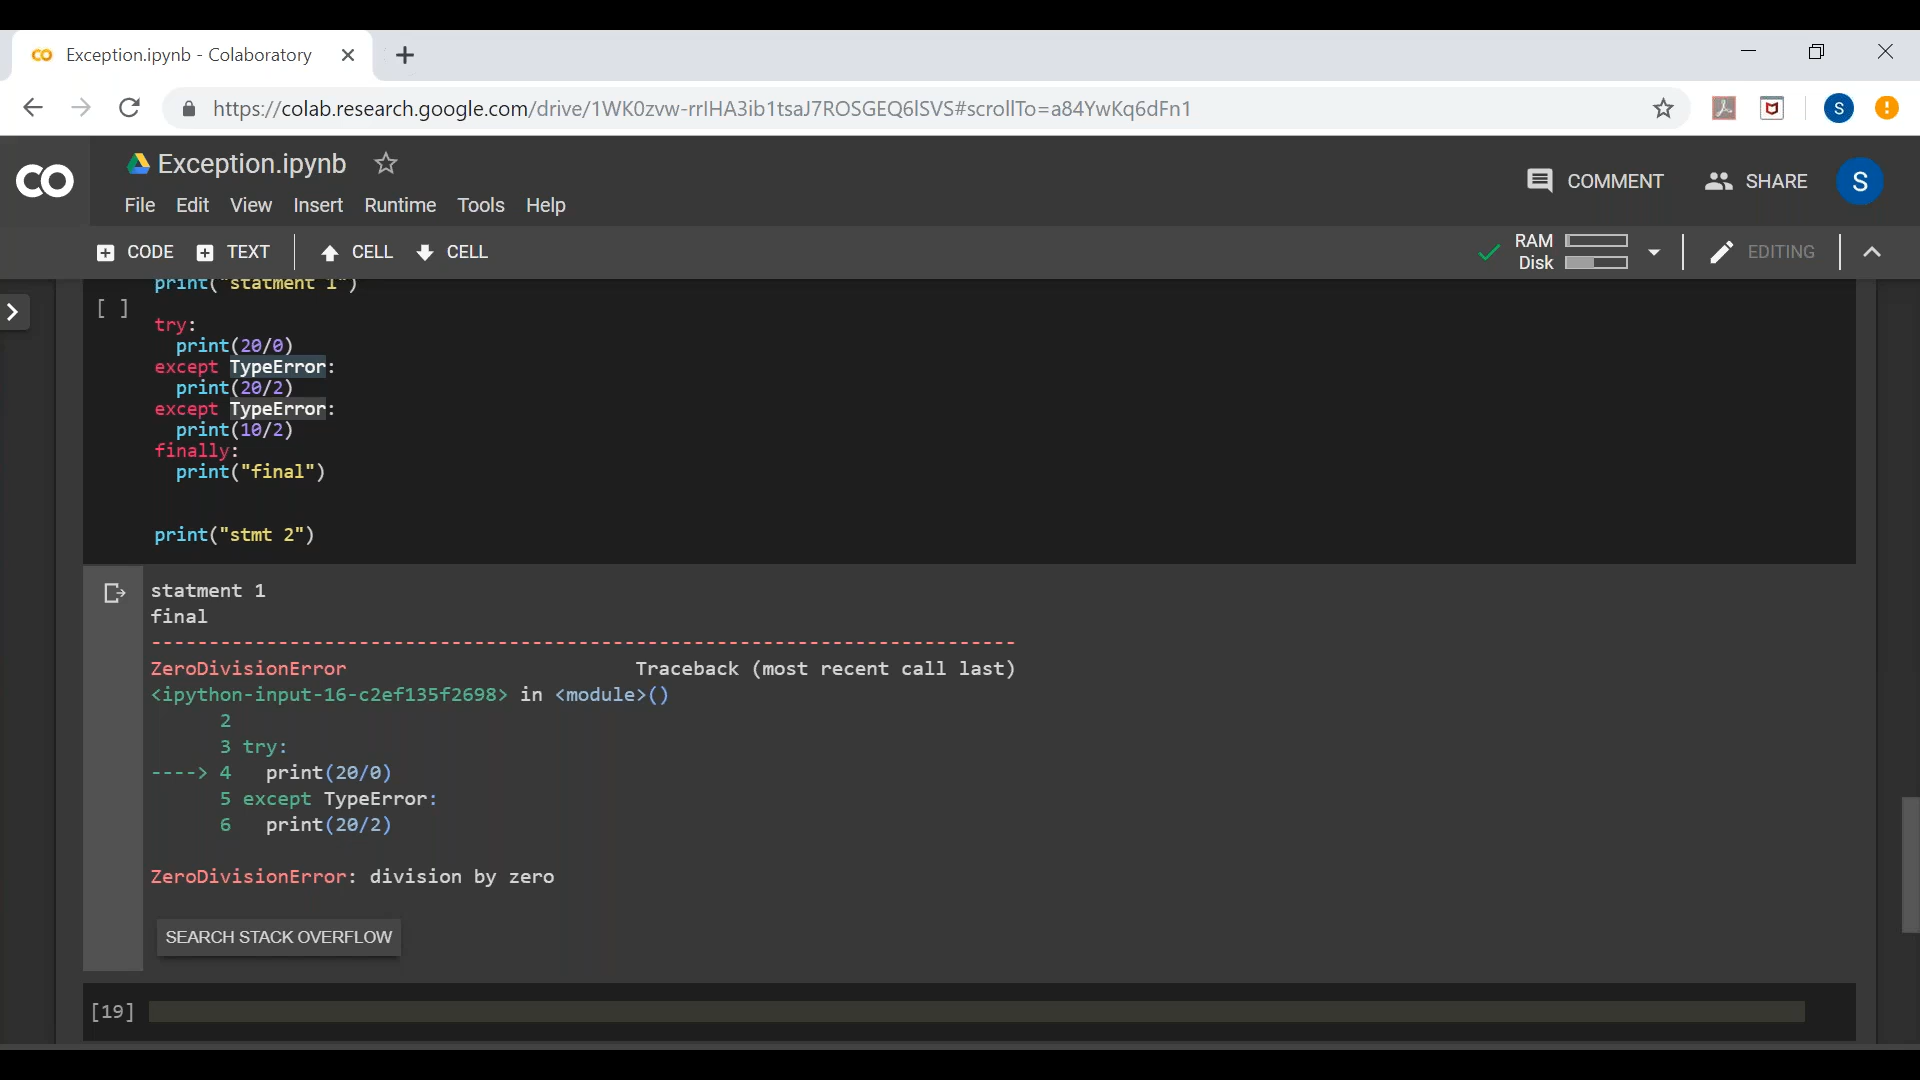 Exception.ipynb - Colaboratory
https://colab.research.google.com/drive/1WK0zvw-rrIHA3ib1tsaJ7ROSGEQ6lSVS#scrollTo=a84YwKq6dFn1
S
CO
Exception.ipynb
COMMENT
SHARE
S
File Edit View Insert Runtime Tools Help
CODE TEXT CELL CELL
RAM
Disk
EDITING
print("statment 1")
[ ]
try:
print(20/0)
except TypeError:
print(20/2)
except TypeError:
print(10/2)
finally:
print("final")
print("stmt 2")
statment 1
final
---------------------------------------------------------------------------
ZeroDivisionError Traceback (most recent call last)
<ipython-input-16-c2ef135f2698> in <module>()
2
3 try:
----> 4 print(20/0)
5 except TypeError:
6 print(20/2)
ZeroDivisionError: division by zero
SEARCH STACK OVERFLOW
[19]